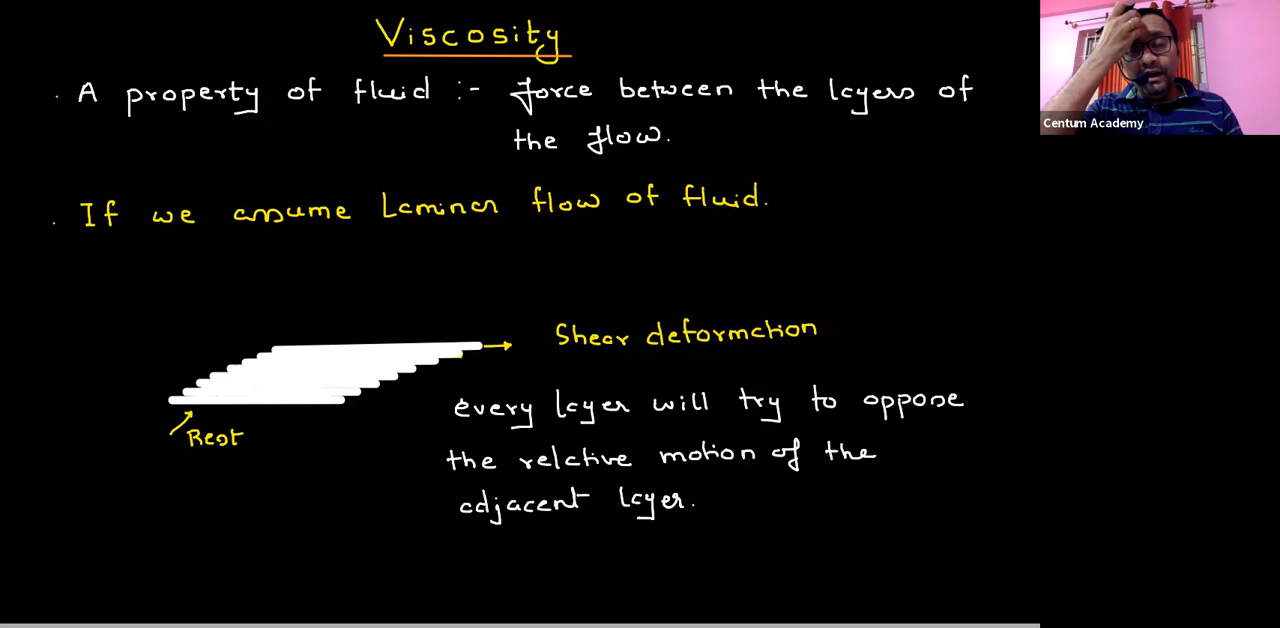 Viscosity
· A property of fluid :- force between the layers of
the flow.
· If we assume Laminar flow of fluid.
Shear deformation
Rest
every layer will try to oppose
the relative motion of the
adjacent layer.
Centum Academy